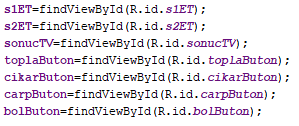 s1ET=findViewById(R.id.s1ET);
s2ET=findViewById(R.id.s2ET);
sonucTV=findViewById(R.id.sonucTV);
toplaButon=findViewById(R.id.toplaButon);
cikarButon=findViewById(R.id.cikarButon);
carpButon=findViewById(R.id.carpButon);
bolButon=findViewById(R.id.bolButon);